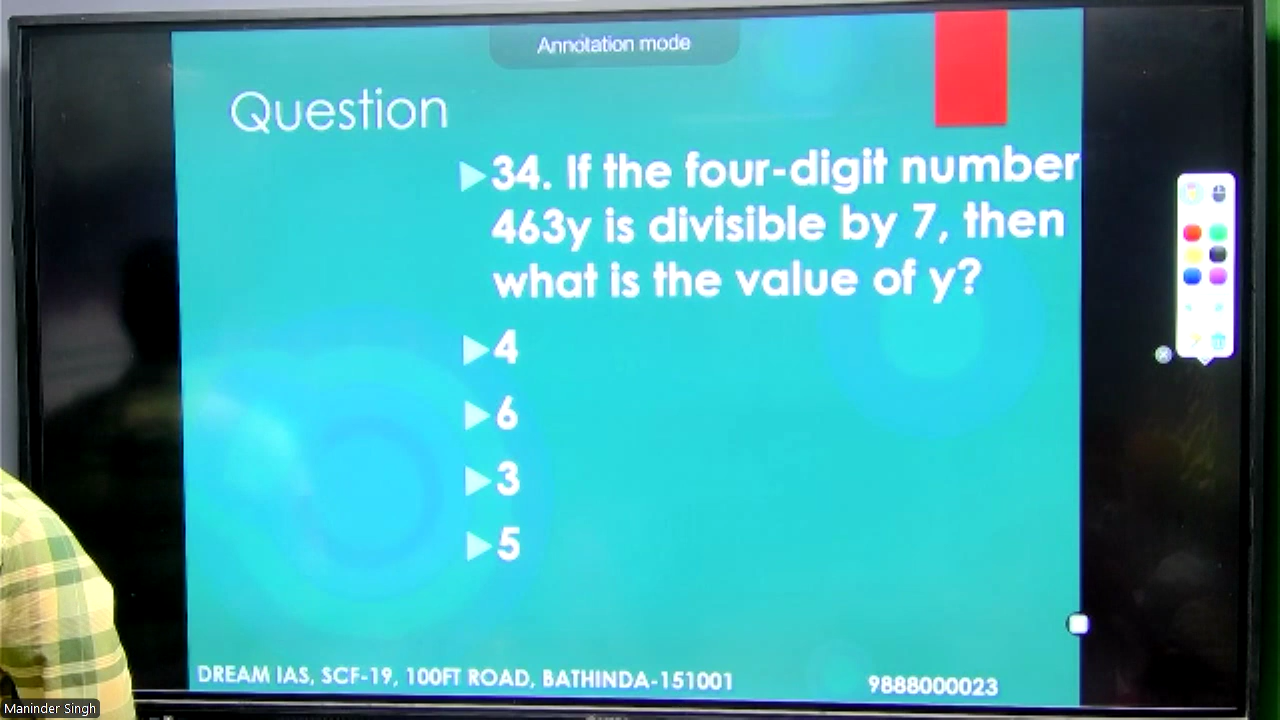 Annotation mode
Question
34. If the four-digit number
463y is divisible by 7, then
what is the value of y?
4
6
3
5
DREAM IAS, SCF-19, 100FT ROAD, BATHINDA-151001
9888000023
Maninder Singh